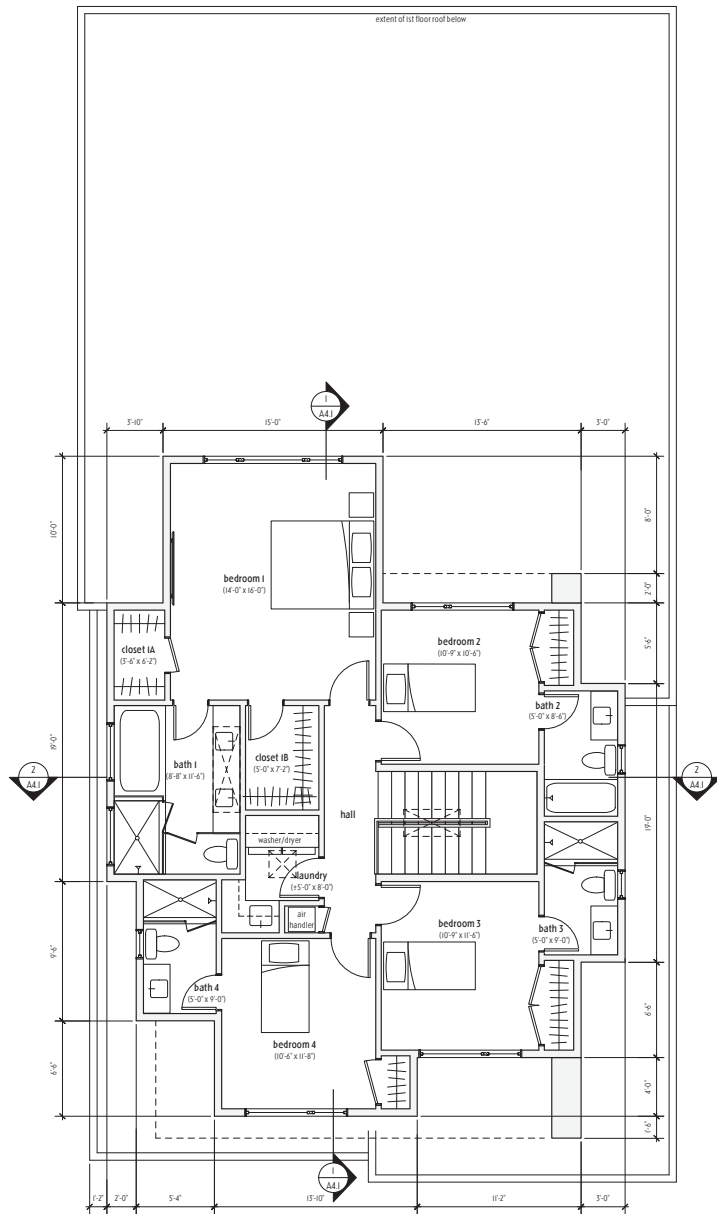 extent of 1st floor roof below
1
A4.1
3'-10"
15'-0"
13'-6"
3'-0"
10'-0"
8'-0"
2'-0"
bedroom 1
(14'-0" x 16'-0")
closet 1A
(3'-6" x 6'-2")
bedroom 2
(10'-9" x 10'-6")
5'-6"
bath 2
(5'-0" x 8'-6")
19'-0"
bath 1
(8'-8" x 11'-6")
closet 1B
(5'-0" x 7'-2")
2
A4.1
2
A4.1
hall
washer/dryer
19'-0"
laundry
(±5'-0" x 8'-0")
air
handler
bedroom 3
(10'-9" x 11'-6")
bath 3
(5'-0" x 9'-0")
9'-6"
bath 4
(5'-0" x 9'-0")
6'-6"
bedroom 4
(10'-6" x 11'-8")
6'-6"
4'-0"
1'-6"
1
A4.1
1'-2"
2'-0"
5'-4"
13'-10"
11'-2"
3'-0"